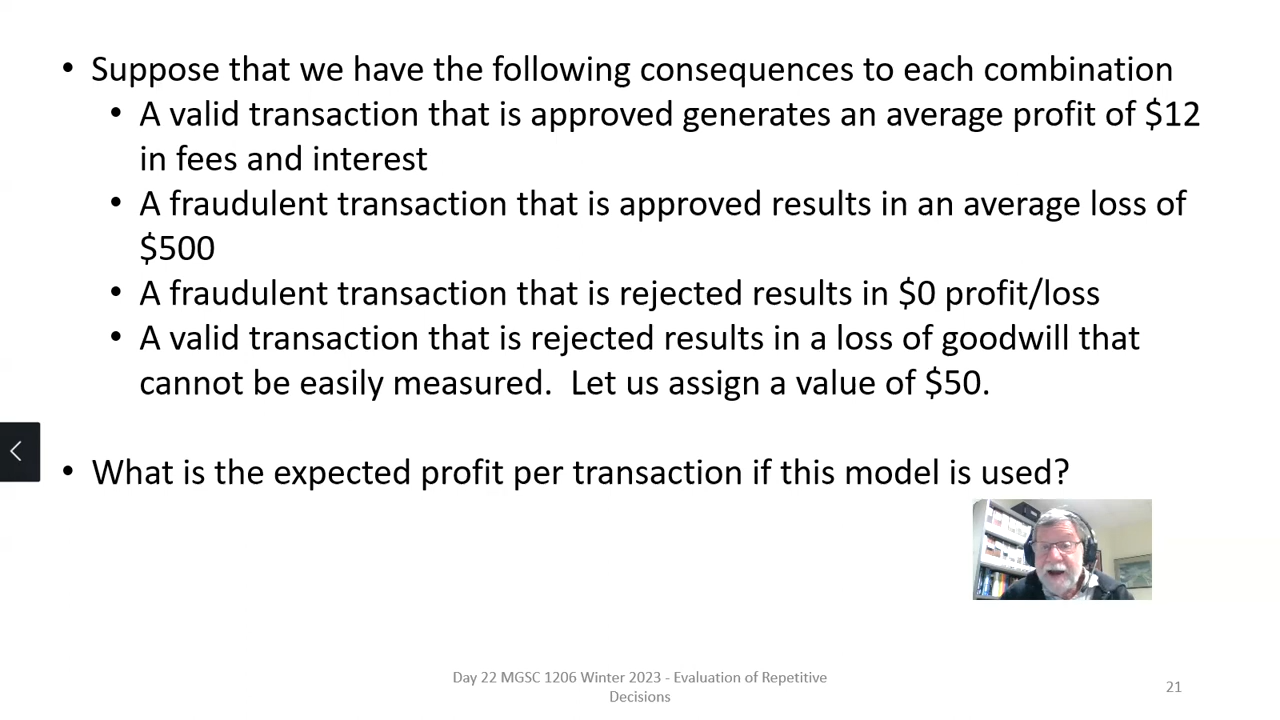 • Suppose that we have the following consequences to each combination
• A valid transaction that is approved generates an average profit of $12
in fees and interest
• A fraudulent transaction that is approved results in an average loss of
$500
• A fraudulent transaction that is rejected results in $0 profit/loss
• A valid transaction that is rejected results in a loss of goodwill that
cannot be easily measured.  Let us assign a value of $50.
• What is the expected profit per transaction if this model is used?
Day 22 MGSC 1206 Winter 2023 - Evaluation of Repetitive
Decisions
21